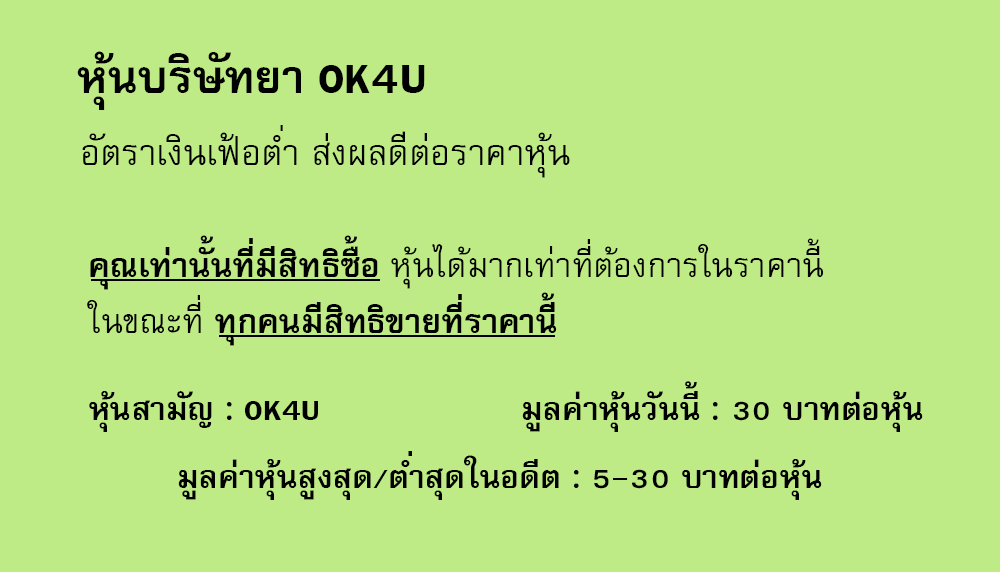 หุ้นบริษัทยา OK4U
อัตราเงินเฟ้อต่ำ ส่งผลดีต่อราคาหุ้น
คุณเท่านั้นที่มีสิทธิซื้อ หุ้นได้มากเท่าที่ต้องการในราคานี้
ในขณะที่ ทุกคนมีสิทธิขายที่ราคานี้
หุ้นสามัญ : OK4U มูลค่าหุ้นวันนี้ : 30 บาทต่อหุ้น
มูลค่าหุ้นสูงสุด/ต่ำสุดในอดีต : 5-30 บาทต่อหุ้น